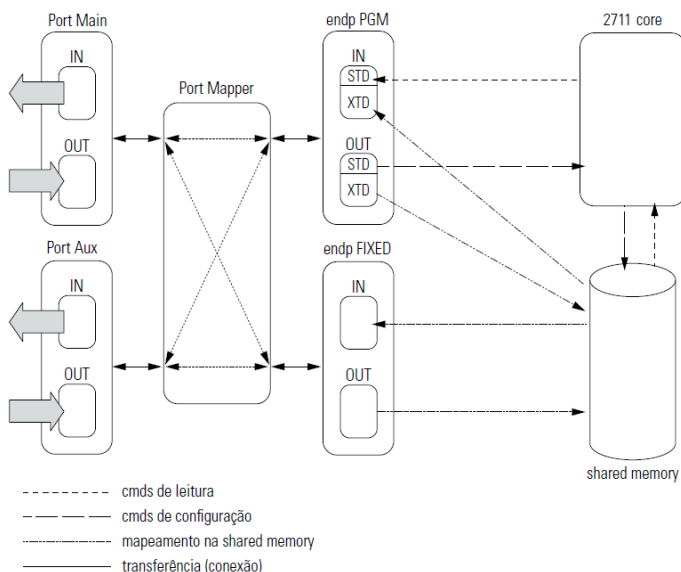 Port Main
IN
OUT
Port Mapper
endp PGM
IN
STD
XTD
OUT
STD
XTD
2711 core
Port Aux
IN
OUT
endp FIXED
IN
OUT
shared memory
cmds de leitura
cmds de configuração
mapeamento na shared memory
transferência (conexão)